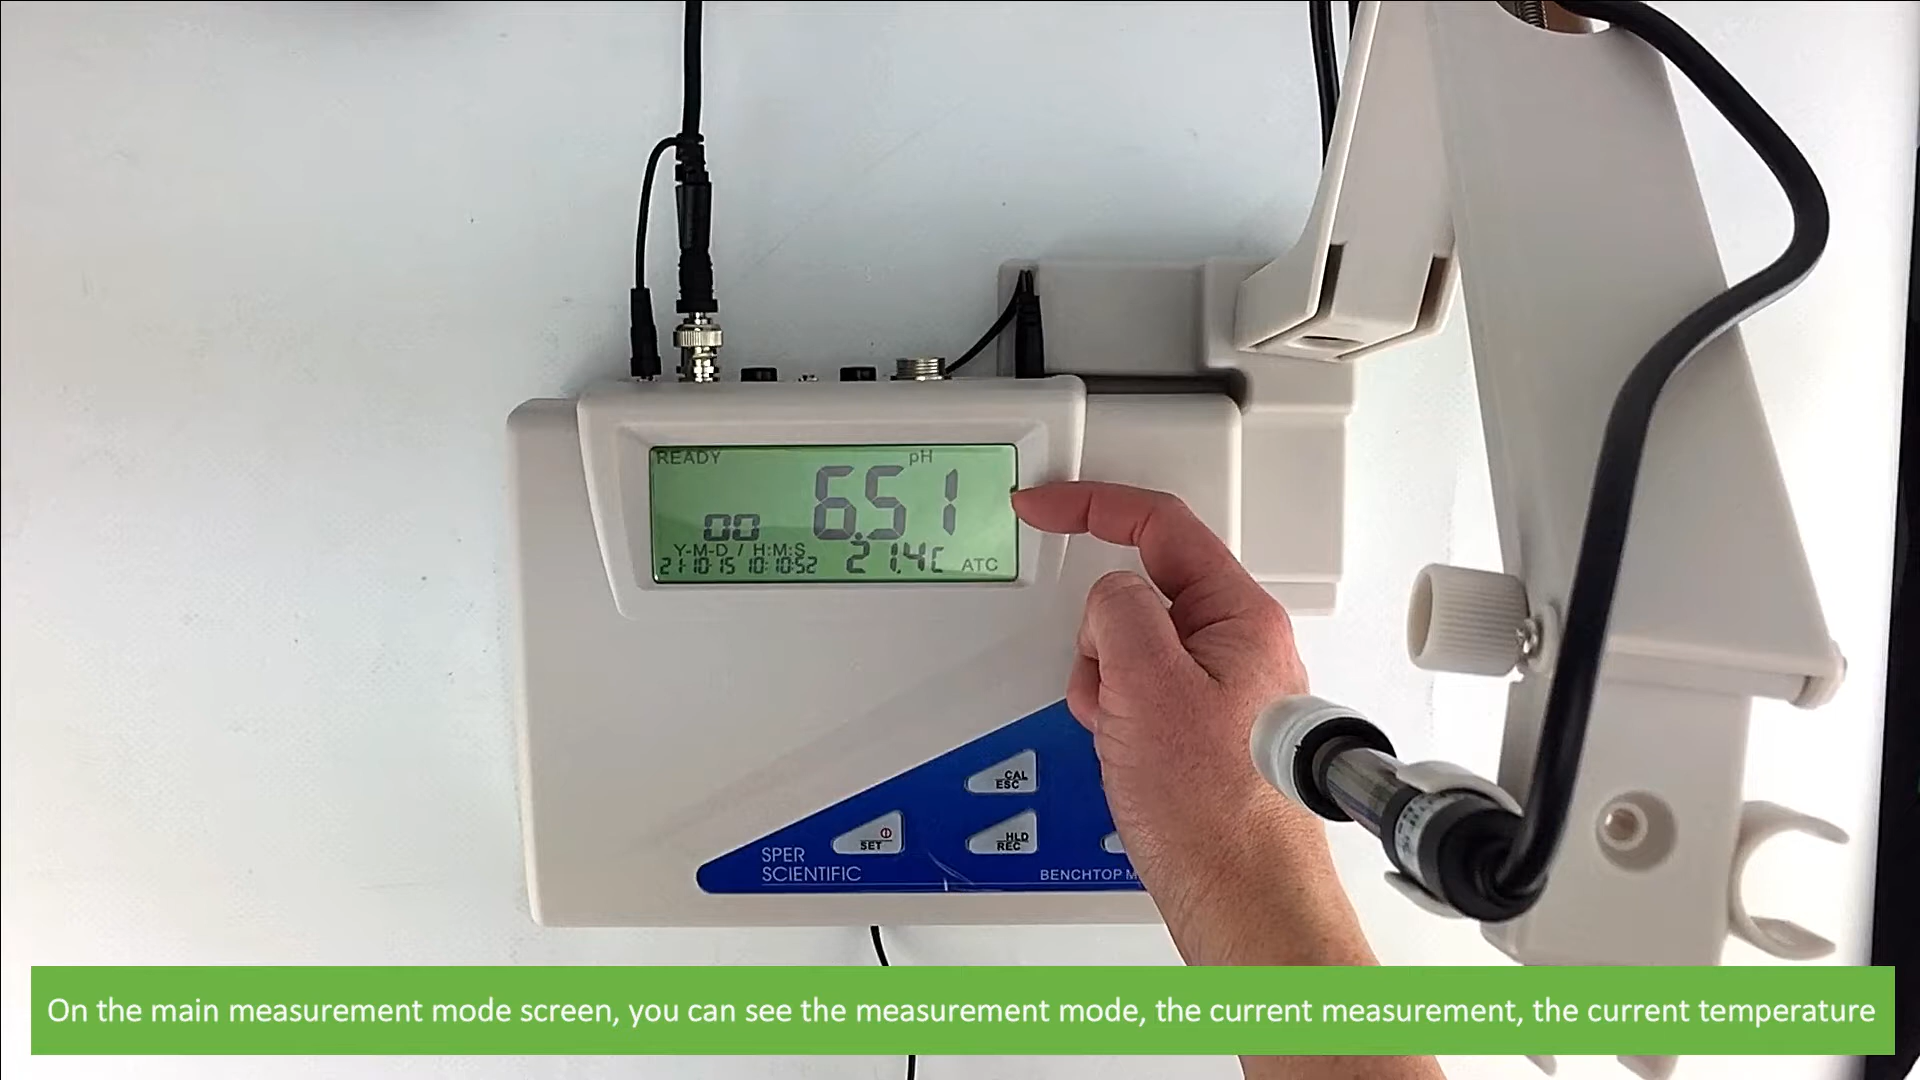 READY
pH
6.51
00
Y-M-D / H:M:S
21-10-15 10:10:52
21.4C
ATC
CAL
ESC
SET
HLD
REC
SPER
SCIENTIFIC
BENCHTOP M
On the main measurement mode screen, you can see the measurement mode, the current measurement, the current temperature